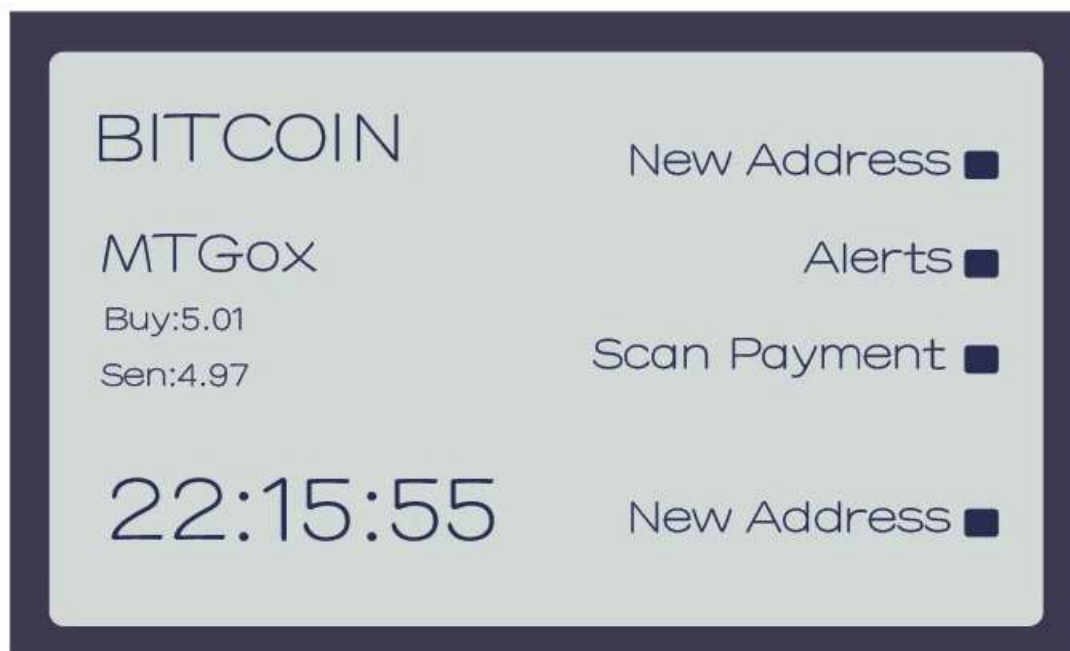 BITCOIN
MTGox
Buy:5.01
Sen:4.97
22:15:55
New Address
Alerts
Scan Payment
New Address